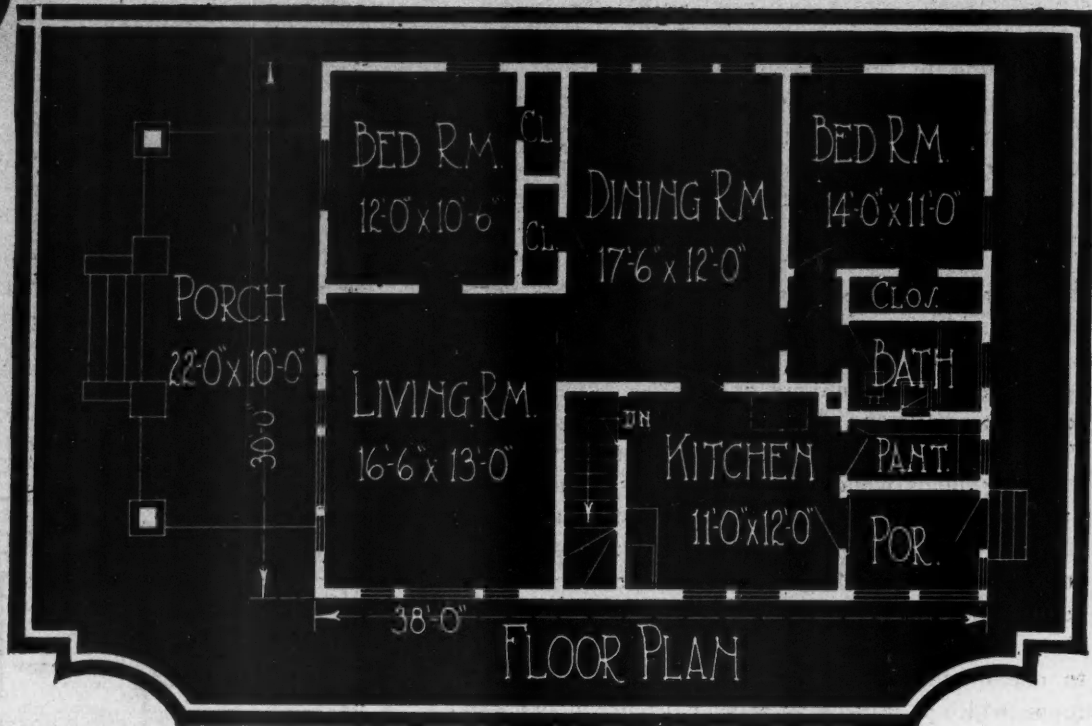 BED RM.
12'-0" x 10'-6"
CL.
CL.
DINING RM.
17'-6" x 12'-0"
BED RM.
14'-0" x 11'-0"
CLOS.
BATH
PORCH
22'-0" x 10'-0"
30'-0"
LIVING RM.
16'-6" x 13'-0"
DN
KITCHEN
11'-0" x 12'-0"
PANT.
POR.
38'-0"
FLOOR PLAN